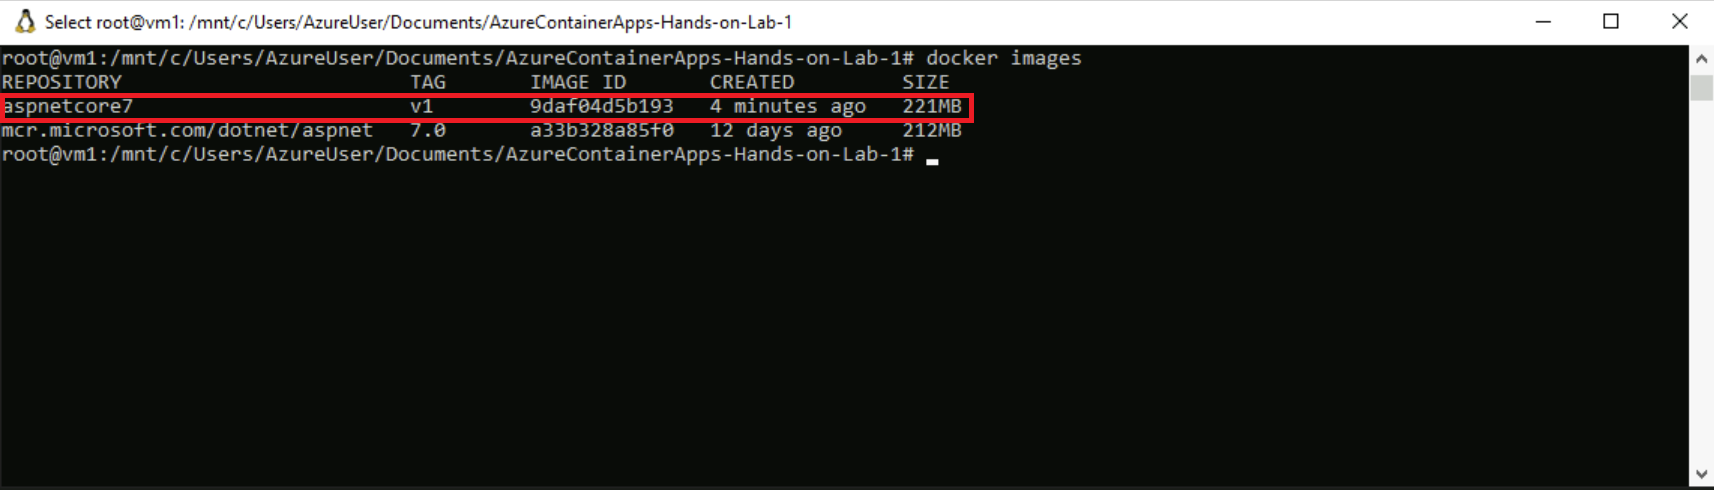 Select root@vm1: /mnt/c/Users/AzureUser/Documents/AzureContainerApps-Hands-on-Lab-1
root@vm1:/mnt/c/Users/AzureUser/Documents/AzureContainerApps-Hands-on-Lab-1# docker images
REPOSITORY TAG IMAGE ID CREATED SIZE
aspnetcore7 v1 9daf04d5b193 4 minutes ago 221MB
mcr.microsoft.com/dotnet/aspnet 7.0 a33b328a85f0 12 days ago 212MB
root@vm1:/mnt/c/Users/AzureUser/Documents/AzureContainerApps-Hands-on-Lab-1#